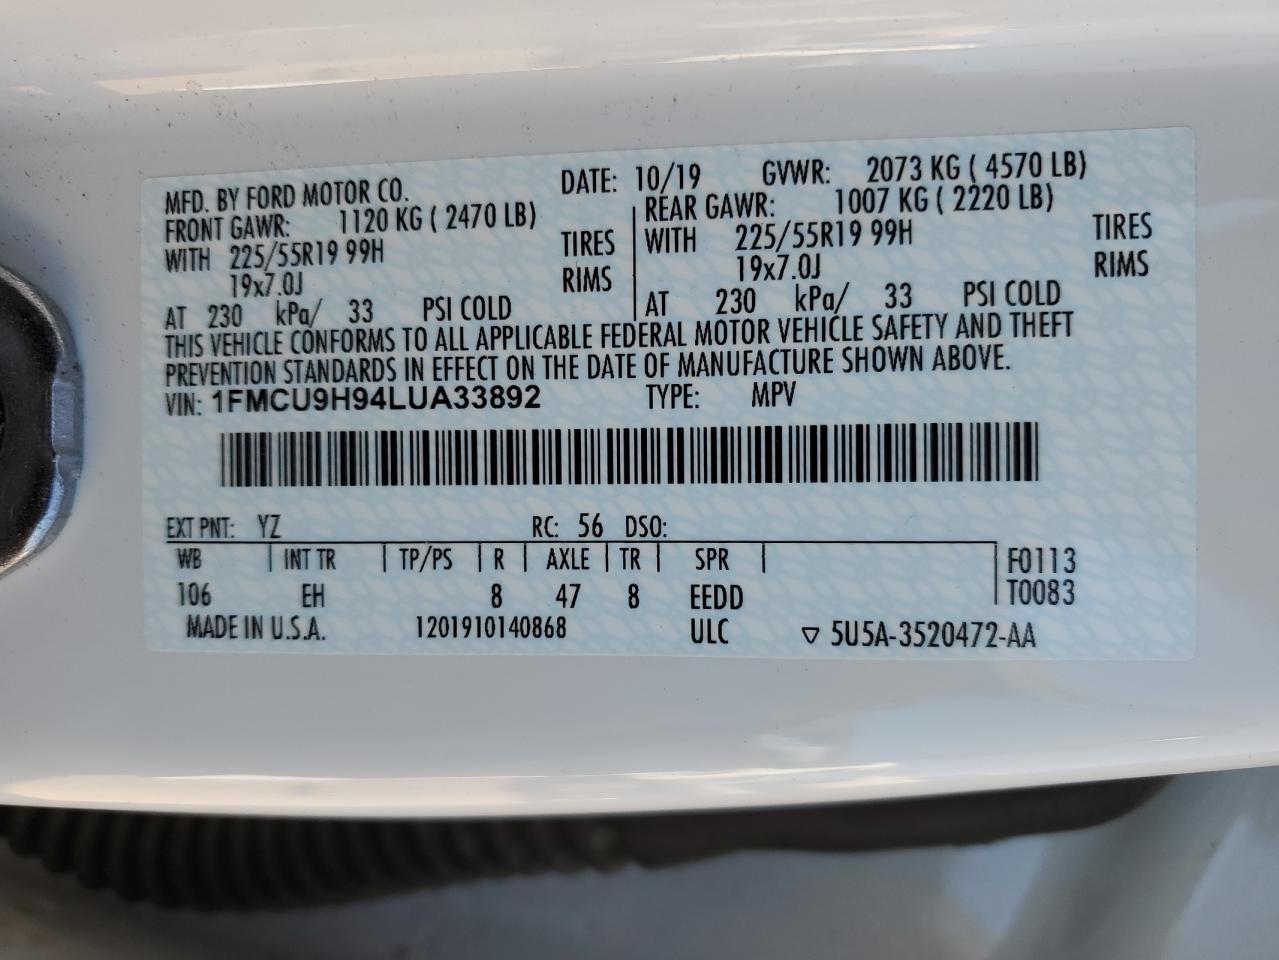 MFD. BY FORD MOTOR CO. DATE: 10/19 GVWR: 2073 KG ( 4570 LB)
FRONT GAWR: 1120 KG ( 2470 LB) REAR GAWR: 1007 KG ( 2220 LB)
WITH 225/55R19 99H TIRES WITH 225/55R19 99H TIRES
19x7.0J RIMS 19x7.0J RIMS
AT 230 kPa/ 33 PSI COLD AT 230 kPa/ 33 PSI COLD
THIS VEHICLE CONFORMS TO ALL APPLICABLE FEDERAL MOTOR VEHICLE SAFETY AND THEFT
PREVENTION STANDARDS IN EFFECT ON THE DATE OF MANUFACTURE SHOWN ABOVE.
VIN: 1FMCU9H94LUA33892 TYPE: MPV
EXT PNT: YZ RC: 56 DSO:
WB INT TR TP/PS R AXLE TR SPR F0113
106 EH 8 47 8 EEDD T0083
MADE IN U.S.A. 1201910140868 ULC ▽ 5U5A-3520472-AA